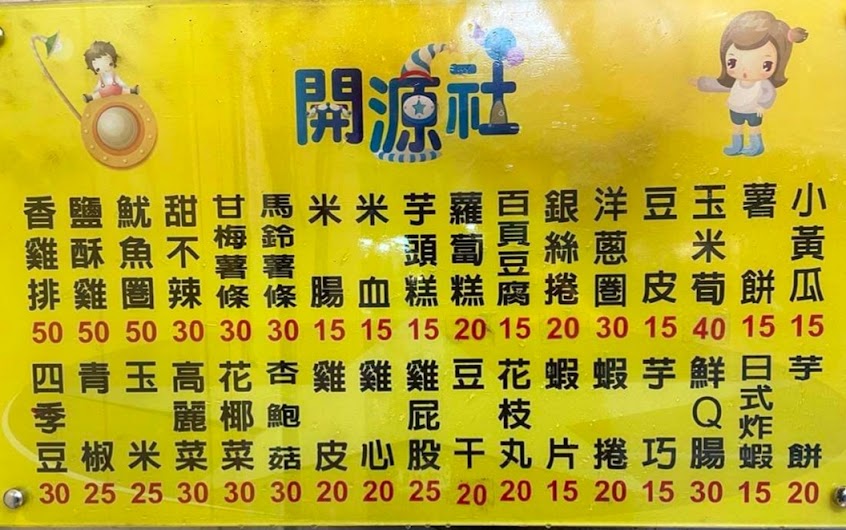 開源社
香雞排 50
鹽酥雞 50
魷魚圈 50
甜不辣 30
甘梅薯條 30
馬鈴薯條 30
米腸 15
米血 15
芋頭糕 15
蘿蔔糕 20
百頁豆腐 15
銀絲捲 20
洋蔥圈 30
豆皮 15
玉米荀 40
薯餅 15
小黃瓜 15
四季豆 30
青椒 25
玉米 25
高麗菜 30
花椰菜 30
杏鮑菇 30
雞皮 20
雞心 20
雞屁股 25
豆干 20
花枝丸 20
蝦片 15
蝦捲 20
芋巧 15
鮮Q腸 30
日式炸蝦 15
芋餅 20